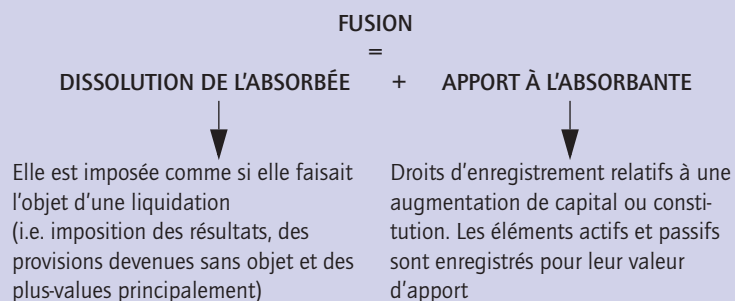 FUSION
=
DISSOLUTION DE L'ABSORBÉE + APPORT À L'ABSORBANTE
Elle est imposée comme si elle faisait
l'objet d'une liquidation
(i.e. imposition des résultats, des
provisions devenues sans objet et des
plus-values principalement)
Droits d'enregistrement relatifs à une
augmentation de capital ou consti-
tution. Les éléments actifs et passifs
sont enregistrés pour leur valeur
d'apport